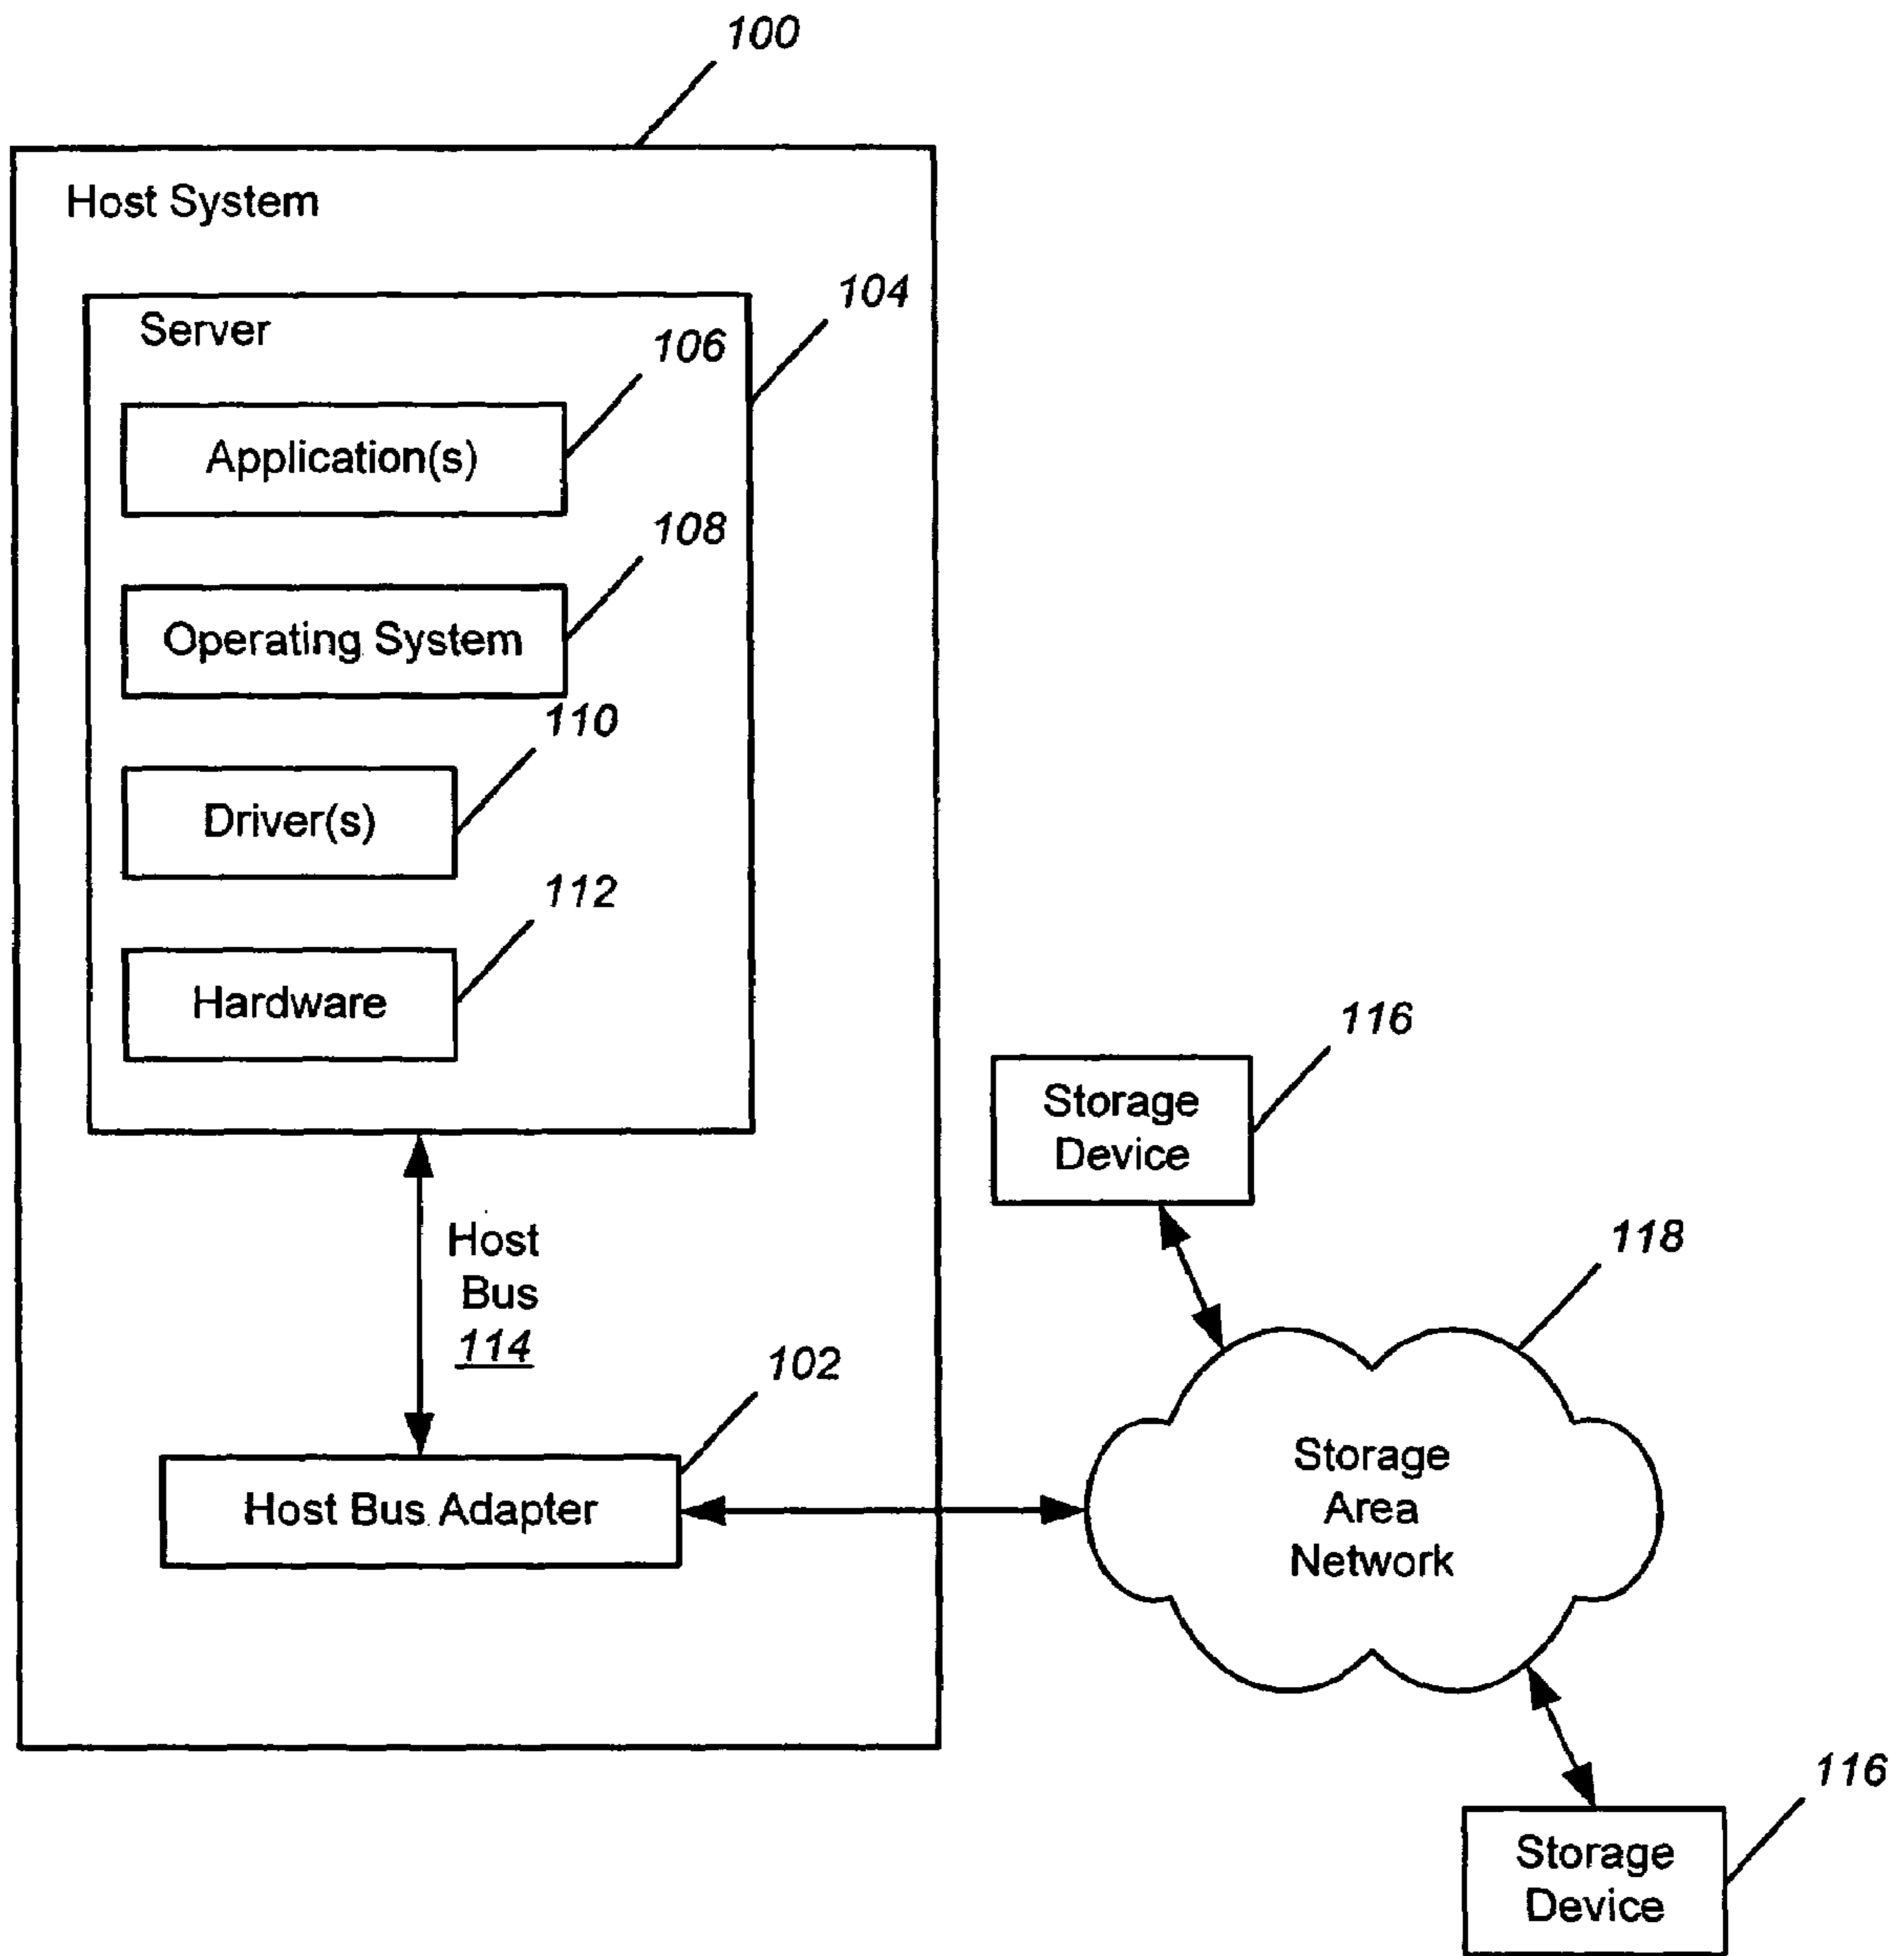 100
Host System
104
Server
106
Application(s)
108
Operating System
110
Driver(s)
112
Hardware
116
Storage
Device
118
Host
Bus
114
102
Host Bus Adapter
Storage
Area
Network
116
Storage
Device